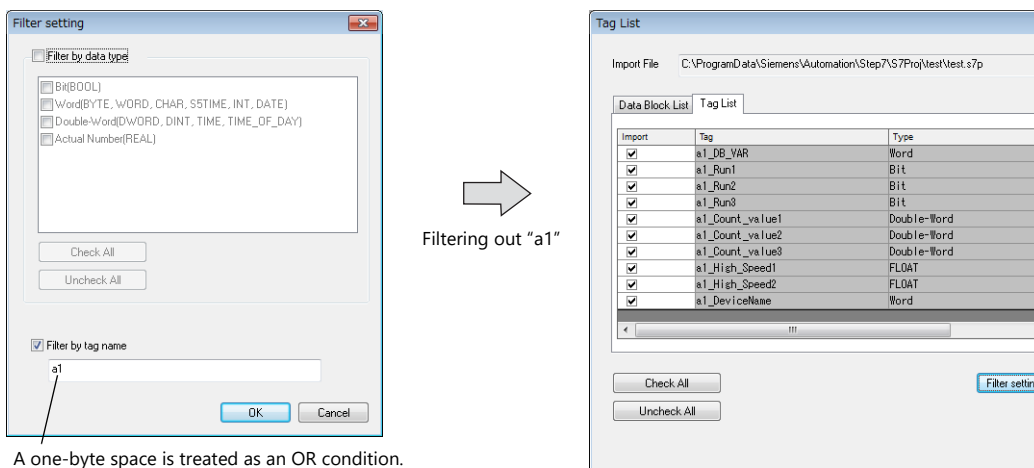 Filter setting
Filter by data type
Bit(BOOL)
Word(BYTE, WORD, CHAR, S5TIME, INT, DATE)
Double-Word(DWORD, DINT, TIME, TIME_OF_DAY)
Actual Number(REAL)
Check All
Uncheck All
Filter by tag name
a1
OK Cancel
A one-byte space is treated as an OR condition.
Filtering out “a1”
Tag List
Import File C:\ProgramData\Siemens\Automation\Step7\S7Proj\test\test.s7p
Data Block List Tag List
Import Tag Type
a1_DB_VAR Word
a1_Run1 Bit
a1_Run2 Bit
a1_Run3 Bit
a1_Count_value1 Double-Word
a1_Count_value2 Double-Word
a1_Count_value3 Double-Word
a1_High_Speed1 FLOAT
a1_High_Speed2 FLOAT
a1_DeviceName Word
Check All Filter settin
Uncheck All